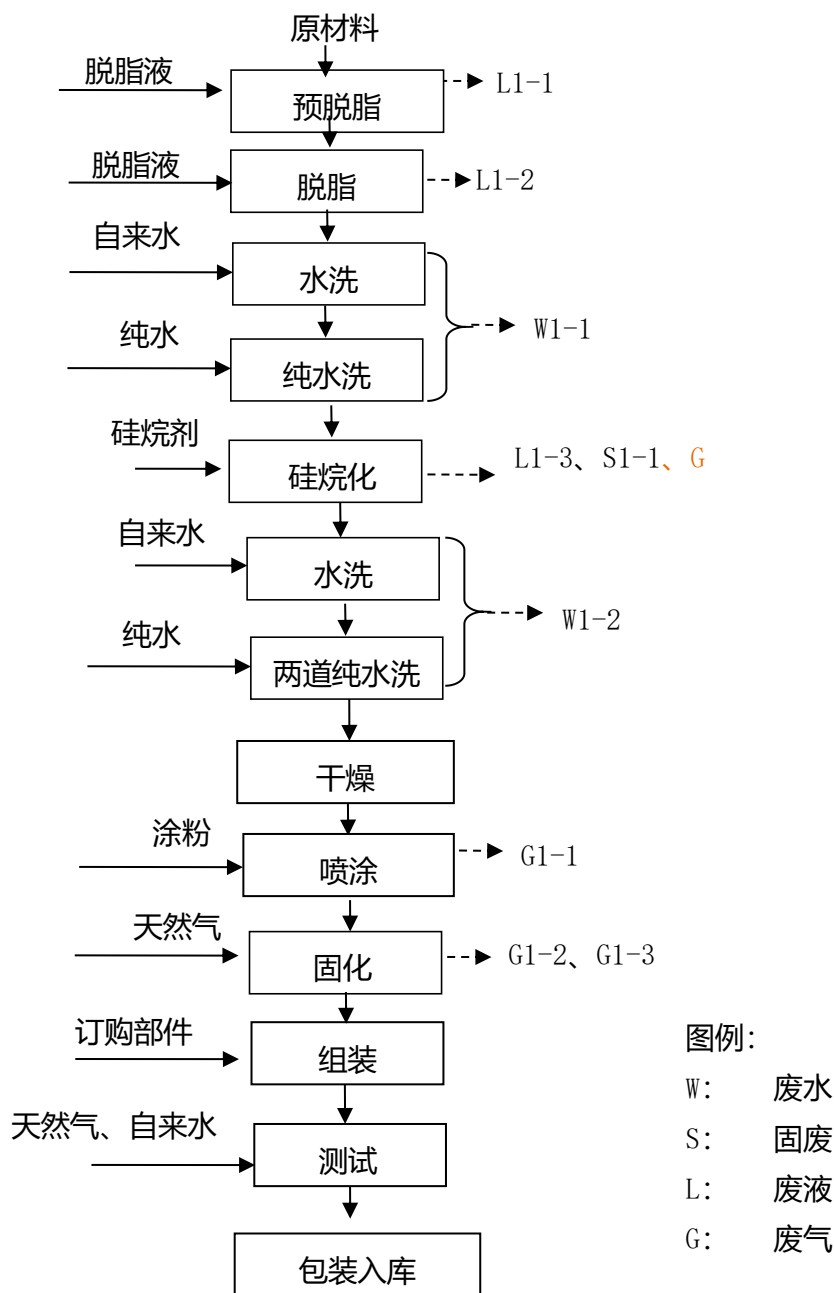 原材料
脱脂液
预脱脂
L1-1
脱脂液
脱脂
L1-2
自来水
水洗
W1-1
纯水
纯水洗
硅烷剂
硅烷化
L1-3、S1-1、G
自来水
水洗
W1-2
纯水
两道纯水洗
干燥
涂粉
喷涂
G1-1
天然气
固化
G1-2、G1-3
订购部件
组装
天然气、自来水
测试
包装入库
图例：
W： 废水
S： 固废
L： 废液
G： 废气